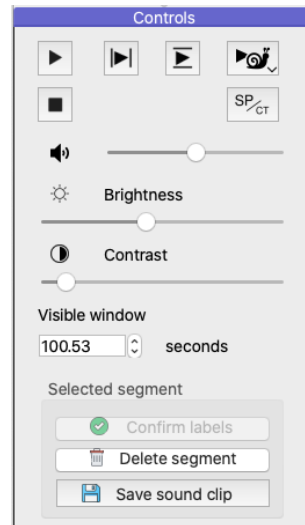 Controls
SP/CT
Brightness
Contrast
Visible window
100.53 seconds
Selected segment
Confirm labels
Delete segment
Save sound clip